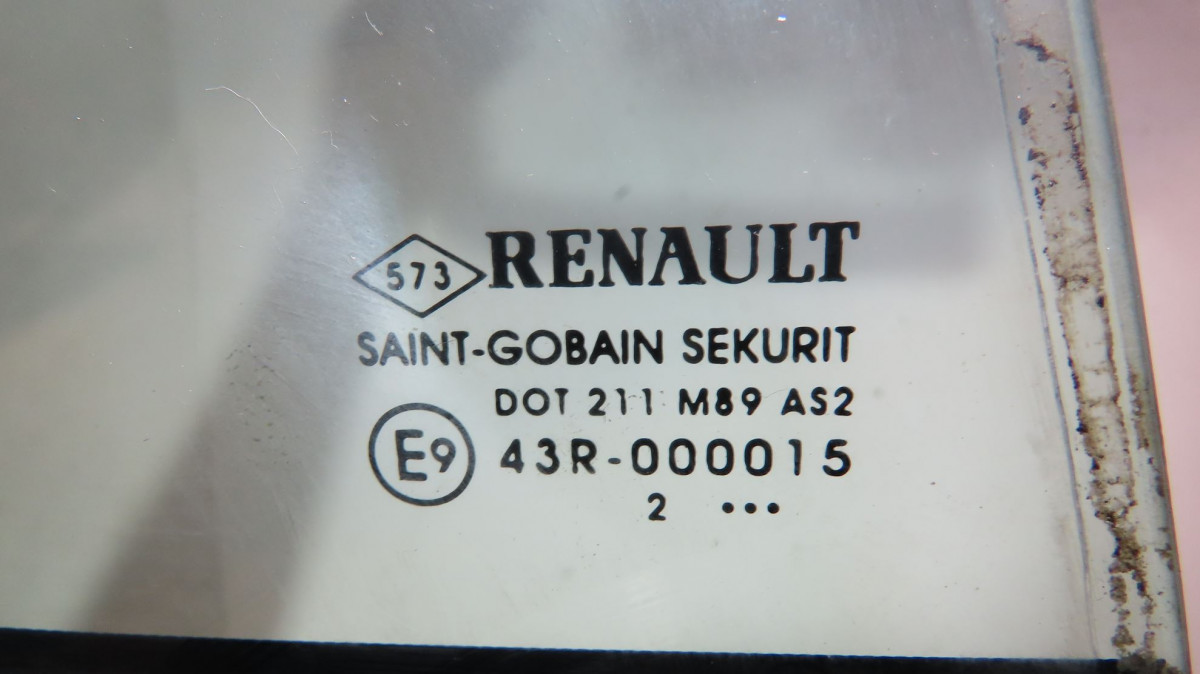 573 RENAULT
SAINT-GOBAIN SEKURIT
DOT 211 M89 AS2
E9 43R-000015
2 •••